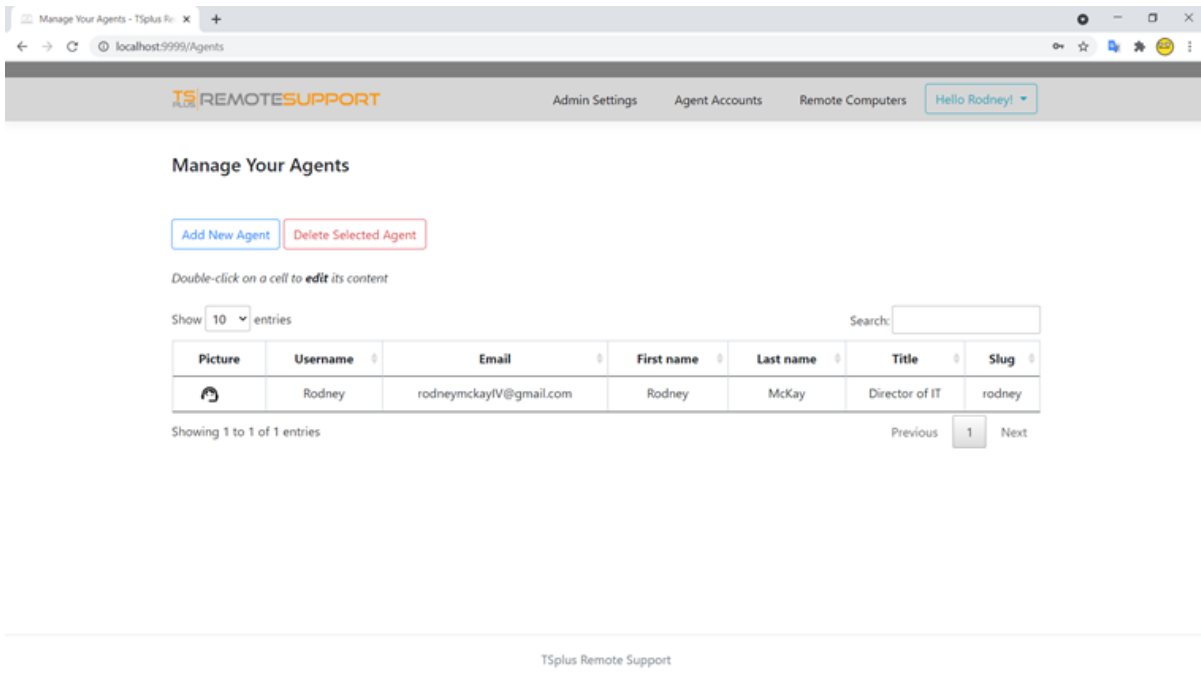 Manage Your Agents - TSplus Re
localhost:9999/Agents
TS PLUS REMOTESUPPORT Admin Settings Agent Accounts Remote Computers Hello Rodney!
Manage Your Agents
Add New Agent Delete Selected Agent
Double-click on a cell to edit its content
Show 10 entries Search:
Picture Username Email First name Last name Title Slug
Rodney rodneymckayIV@gmail.com Rodney McKay Director of IT rodney
Showing 1 to 1 of 1 entries Previous 1 Next
TSplus Remote Support